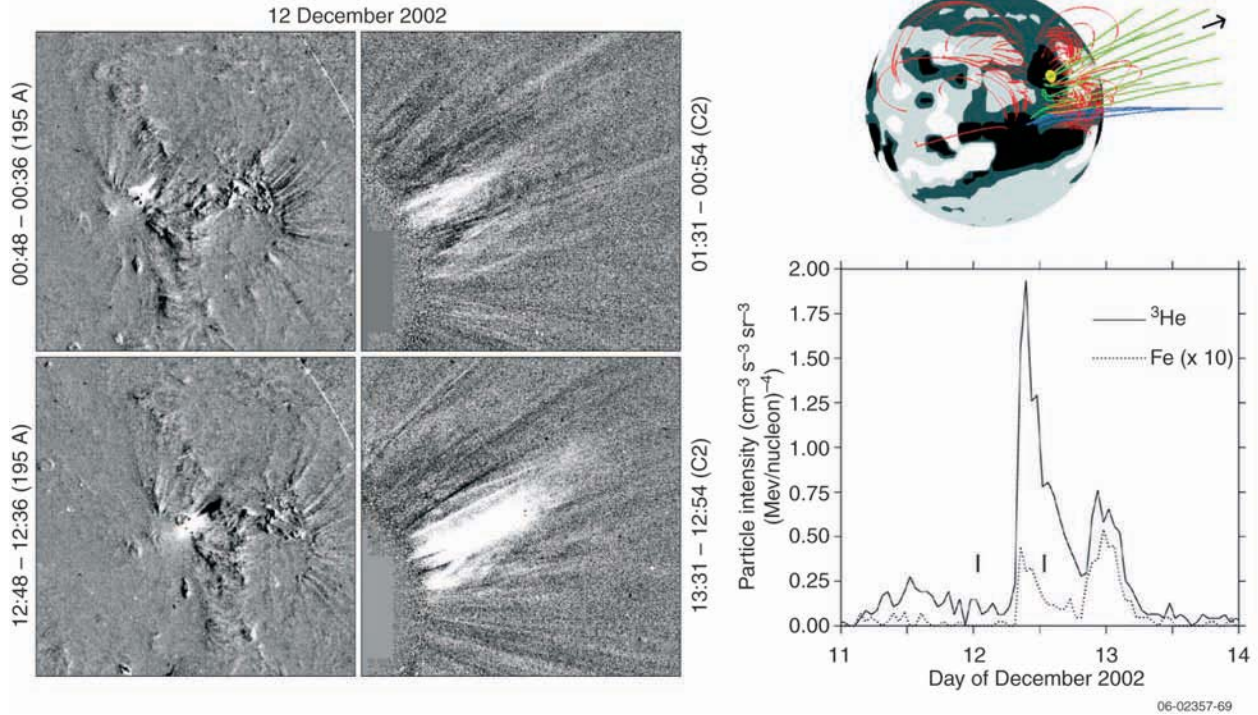 12 December 2002
00:48 – 00:36 (195 A)
01:31 – 00:54 (C2)
12:48 – 12:36 (195 A)
13:31 – 12:54 (C2)
Particle intensity (cm⁻³ s⁻³ sr⁻³
(Mev/nucleon)⁻⁴
2.00
1.75
1.50
1.25
1.00
0.75
0.50
0.25
0.00
³He
Fe (x 10)
11
12
13
14
Day of December 2002
06-02357-69